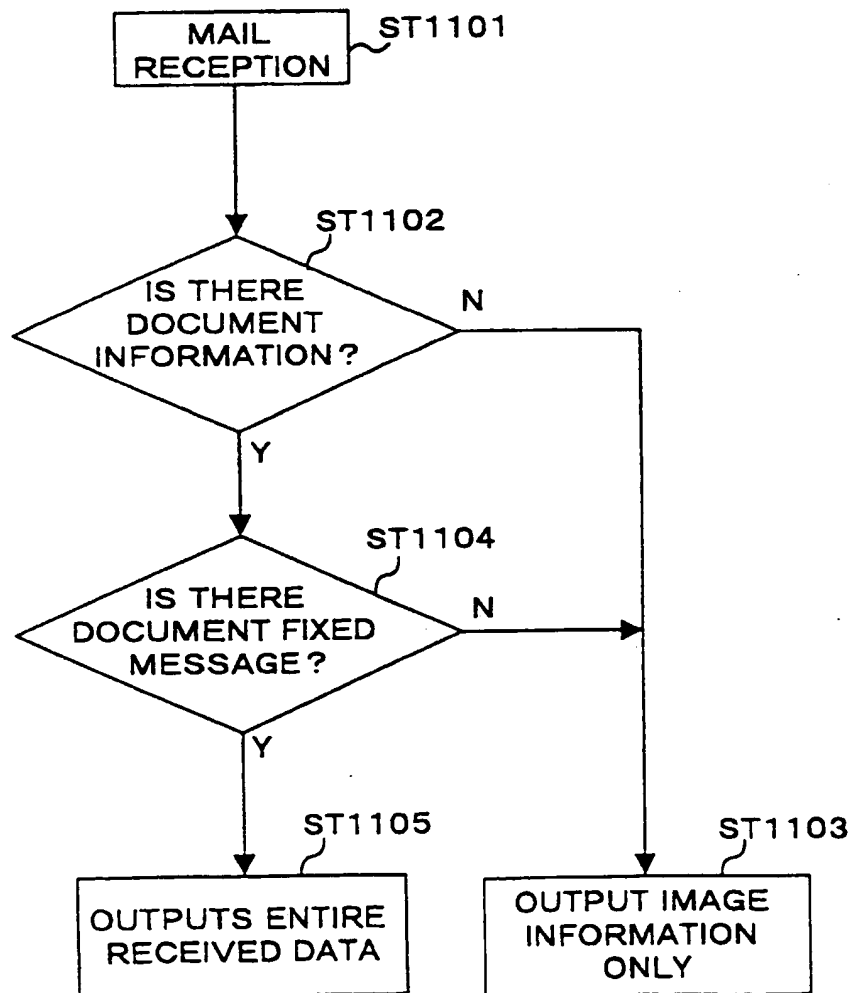 MAIL
RECEPTION
ST1101
ST1102
IS THERE
DOCUMENT
INFORMATION?
N
Y
ST1104
IS THERE
DOCUMENT FIXED
MESSAGE?
N
Y
ST1105
OUTPUTS ENTIRE
RECEIVED DATA
ST1103
OUTPUT IMAGE
INFORMATION
ONLY